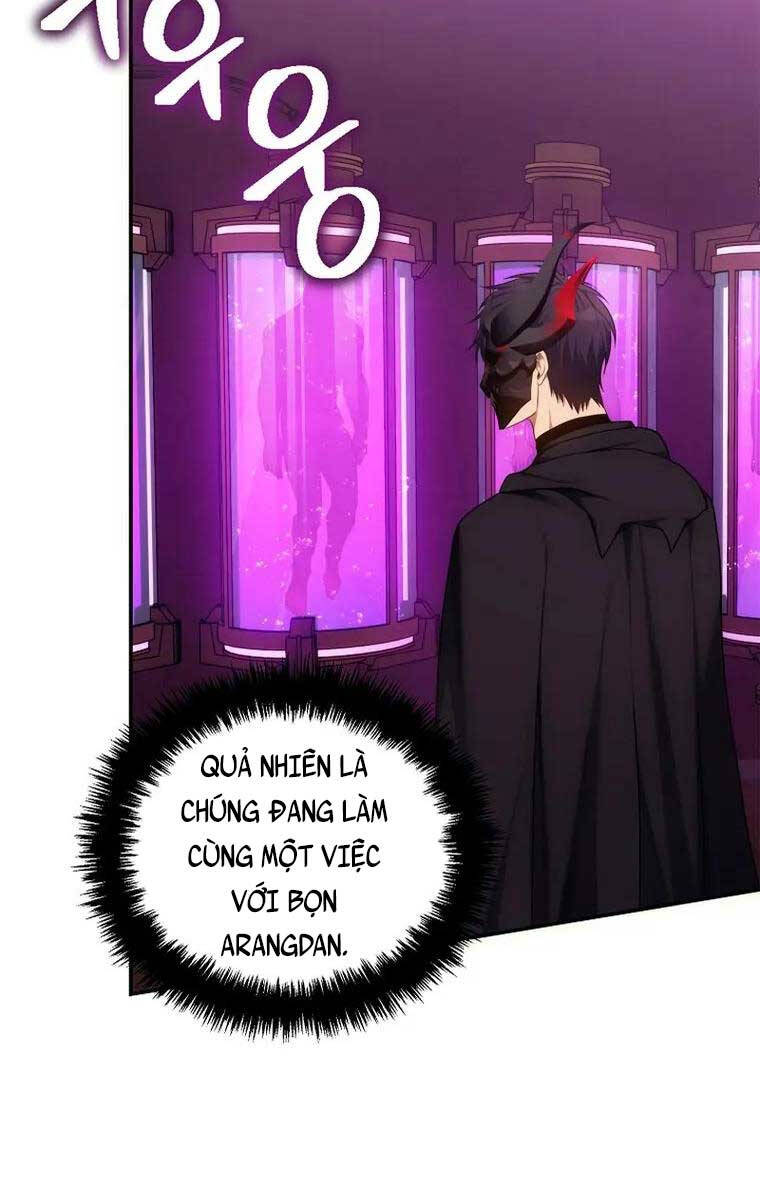 우웅
QUẢ NHIÊN LÀ
CHÚNG ĐANG LÀM
CÙNG MỘT VIỆC
VỚI BỌN
ARANGDAN.